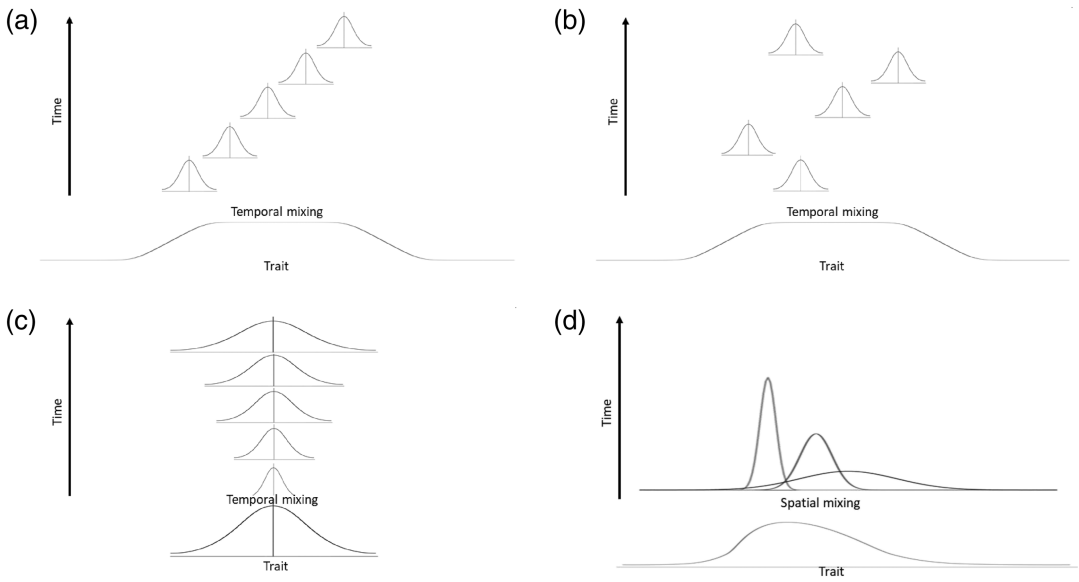 (a)
Time
Temporal mixing
Trait
(b)
Time
Temporal mixing
Trait
(c)
Time
Temporal mixing
Trait
(d)
Time
Spatial mixing
Trait